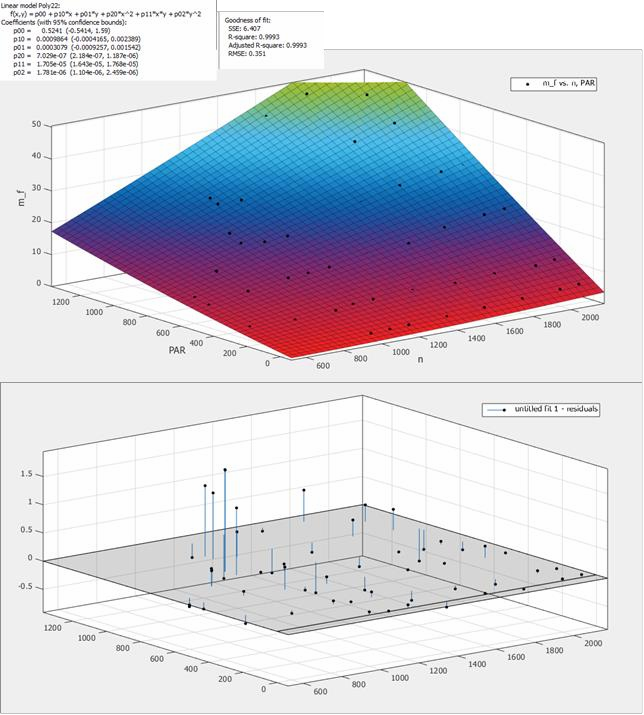 Linear model Poly22:
f(x,y) = p00 + p10*x + p01*y + p20*x^2 + p11*x*y + p02*y^2
Coefficients (with 95% confidence bounds):
p00 = 0.5241 (-0.5414, 1.59)
p10 = 0.0009864 (-0.0004165, 0.002389)
p01 = 0.0003079 (-0.0009257, 0.001542)
p20 = 7.029e-07 (2.184e-07, 1.187e-06)
p11 = 1.705e-05 (1.643e-05, 1.768e-05)
p02 = 1.781e-06 (1.104e-06, 2.459e-06)
Goodness of fit:
SSE: 6.407
R-square: 0.9993
Adjusted R-square: 0.9993
RMSE: 0.351
m_f vs. n, PAR
50
40
30
20
10
0
m_f
1200
1000
800
600
400
200
0
PAR
600
800
1000
1200
1400
1600
1800
2000
n
untitled fit 1 - residuals
1.5
1
0.5
0
-0.5
1200
1000
800
600
400
200
0
600
800
1000
1200
1400
1600
1800
2000